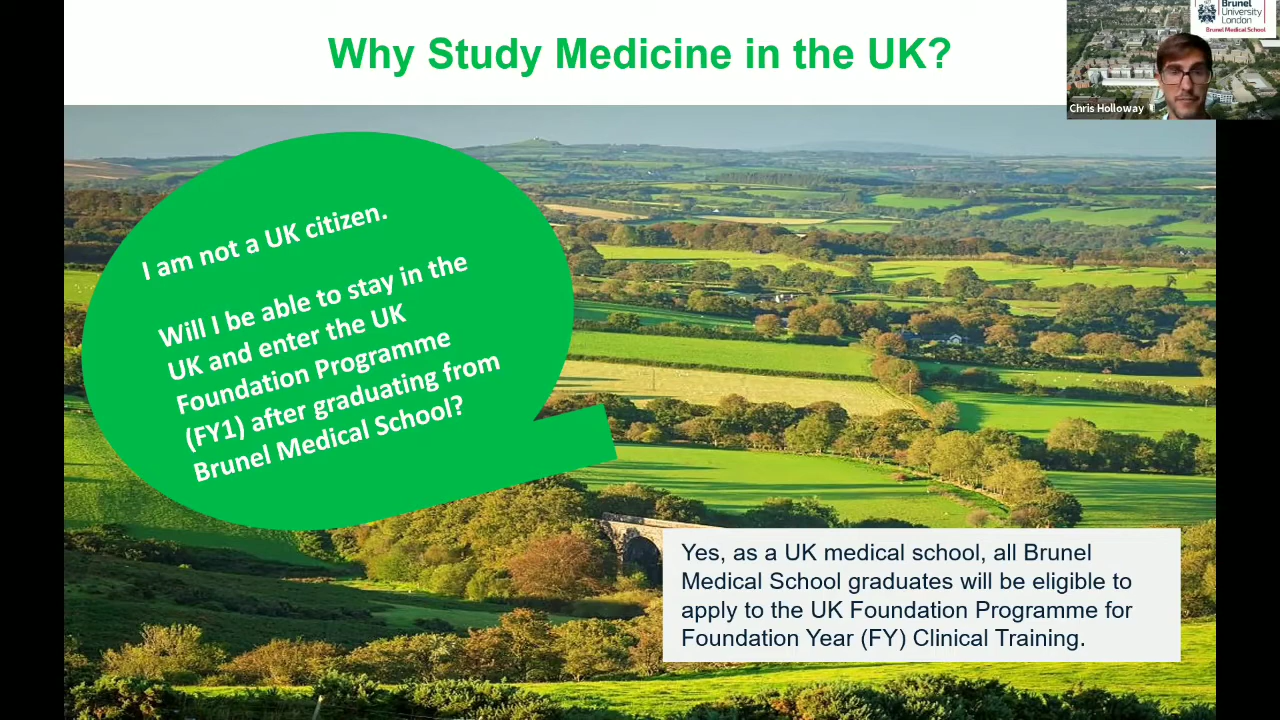 Why Study Medicine in the UK?
Brunel
University
London
Brunel Medical School
Chris Holloway
I am not a UK citizen.
Will I be able to stay in the
UK and enter the UK
Foundation Programme
(FY1) after graduating from
Brunel Medical School?
Yes, as a UK medical school, all Brunel
Medical School graduates will be eligible to
apply to the UK Foundation Programme for
Foundation Year (FY) Clinical Training.